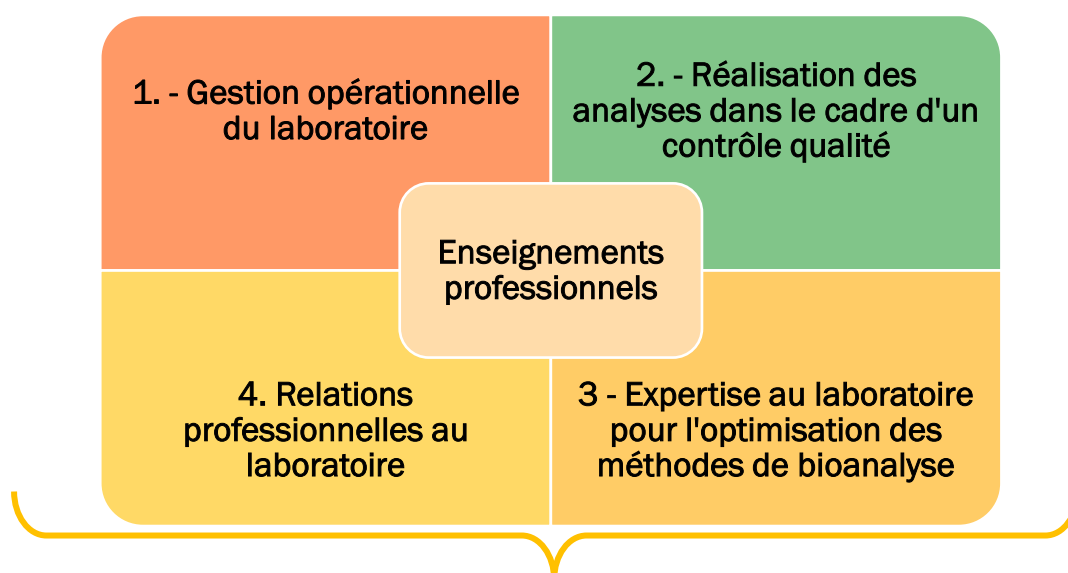 1. - Gestion opérationnelle
du laboratoire
2. - Réalisation des
analyses dans le cadre d'un
contrôle qualité
Enseignements
professionnels
4. Relations
professionnelles au
laboratoire
3 - Expertise au laboratoire
pour l'optimisation des
méthodes de bioanalyse